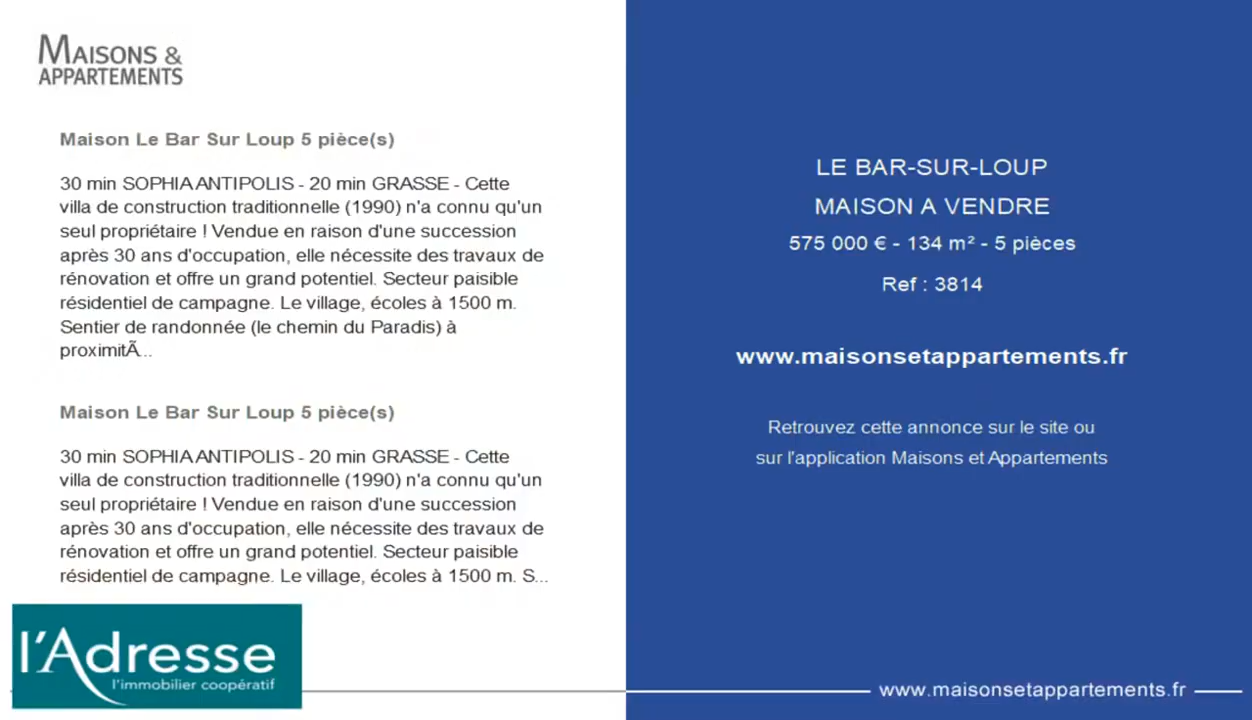 MAISONS &
APPARTEMENTS
Maison Le Bar Sur Loup 5 pièce(s)
30 min SOPHIA ANTIPOLIS - 20 min GRASSE - Cette
villa de construction traditionnelle (1990) n'a connu qu'un
seul propriétaire ! Vendue en raison d'une succession
après 30 ans d'occupation, elle nécessite des travaux de
rénovation et offre un grand potentiel. Secteur paisible
résidentiel de campagne. Le village, écoles à 1500 m.
Sentier de randonnée (le chemin du Paradis) à
proximitÃ...
Maison Le Bar Sur Loup 5 pièce(s)
30 min SOPHIA ANTIPOLIS - 20 min GRASSE - Cette
villa de construction traditionnelle (1990) n'a connu qu'un
seul propriétaire ! Vendue en raison d'une succession
après 30 ans d'occupation, elle nécessite des travaux de
rénovation et offre un grand potentiel. Secteur paisible
résidentiel de campagne. Le village, écoles à 1500 m. S...
l'Adresse
l'immobilier coopératif
LE BAR-SUR-LOUP
MAISON A VENDRE
575 000 € - 134 m² - 5 pièces
Ref : 3814
www.maisonsetappartements.fr
Retrouvez cette annonce sur le site ou
sur l'application Maisons et Appartements
www.maisonsetappartements.fr